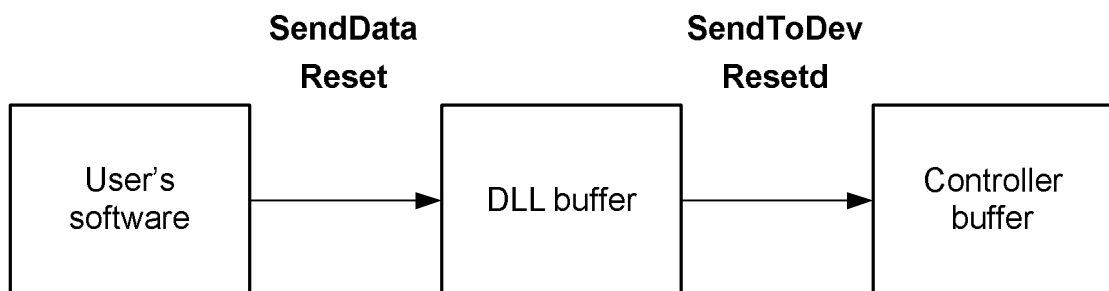 SendData
Reset
SendToDev
Resetd
User’s
software
DLL buffer
Controller
buffer